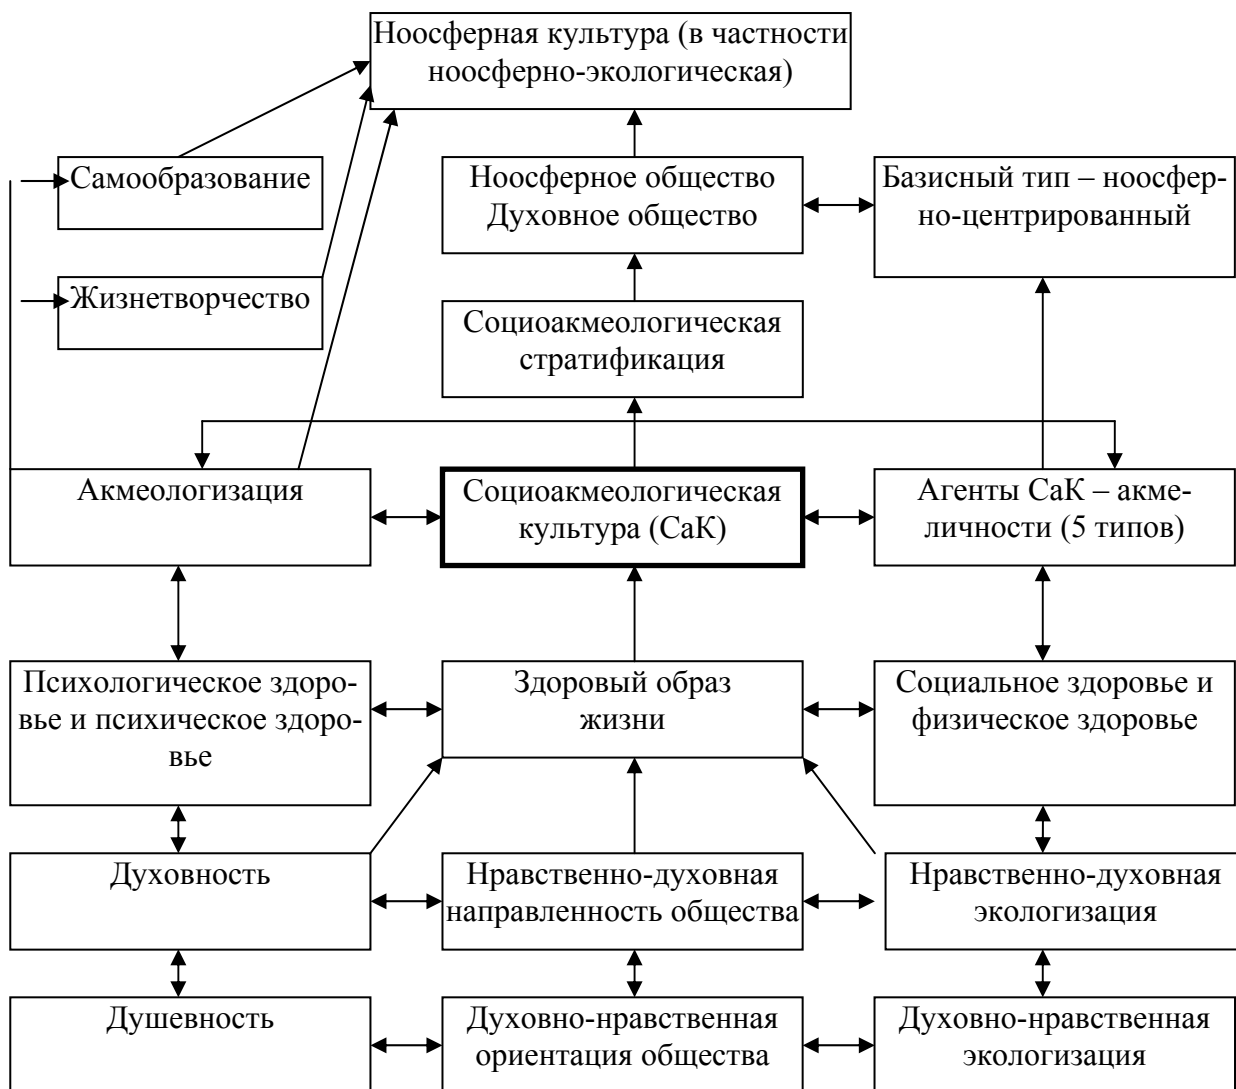 Ноосферная культура (в частности
ноосферно-экологическая)
Самообразование
Ноосферное общество
Духовное общество
Базисный тип – ноосфер-
но-центрированный
Жизнетворчество
Социоакмеологическая
стратификация
Акмеологизация
Социоакмеологическая
культура (СаК)
Агенты СаК – акме-
личности (5 типов)
Психологическое здоро-
вье и психическое здоро-
вье
Здоровый образ
жизни
Социальное здоровье и
физическое здоровье
Духовность
Нравственно-духовная
направленность общества
Нравственно-духовная
экологизация
Душевность
Духовно-нравственная
ориентация общества
Духовно-нравственная
экологизация